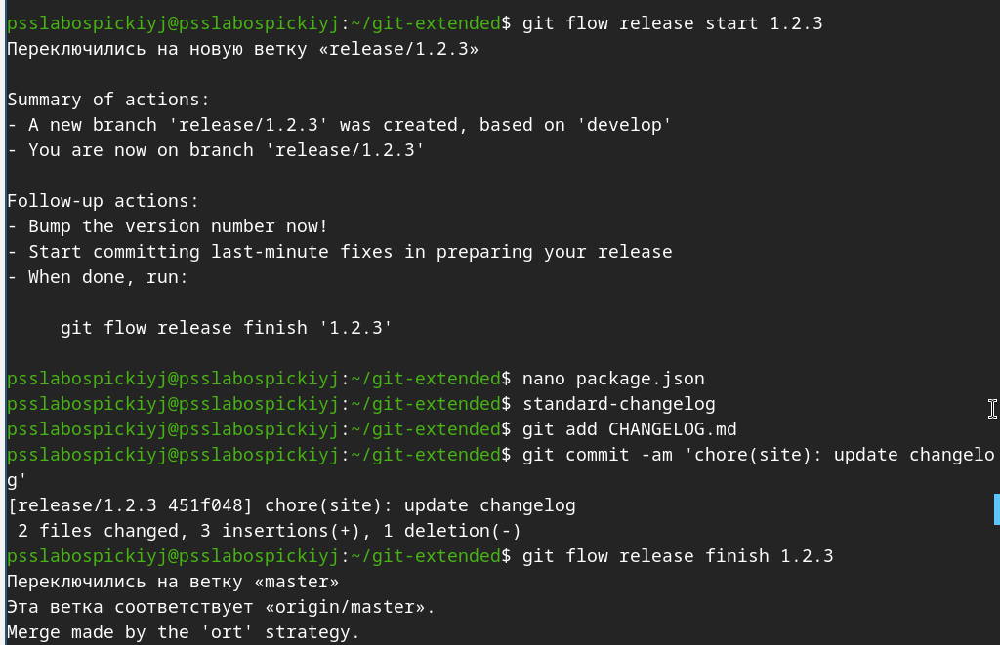 psslabospickiyj@psslabospickiyj:~/git-extended$ git flow release start 1.2.3
Переключились на новую ветку «release/1.2.3»
Summary of actions:
- A new branch 'release/1.2.3' was created, based on 'develop'
- You are now on branch 'release/1.2.3'
Follow-up actions:
- Bump the version number now!
- Start committing last-minute fixes in preparing your release
- When done, run:
git flow release finish '1.2.3'
psslabospickiyj@psslabospickiyj:~/git-extended$ nano package.json
psslabospickiyj@psslabospickiyj:~/git-extended$ standard-changelog
psslabospickiyj@psslabospickiyj:~/git-extended$ git add CHANGELOG.md
psslabospickiyj@psslabospickiyj:~/git-extended$ git commit -am 'chore(site): update changelo
g'
[release/1.2.3 451f048] chore(site): update changelog
2 files changed, 3 insertions(+), 1 deletion(-)
psslabospickiyj@psslabospickiyj:~/git-extended$ git flow release finish 1.2.3
Переключились на ветку «master»
Эта ветка соответствует «origin/master».
Merge made by the 'ort' strategy.